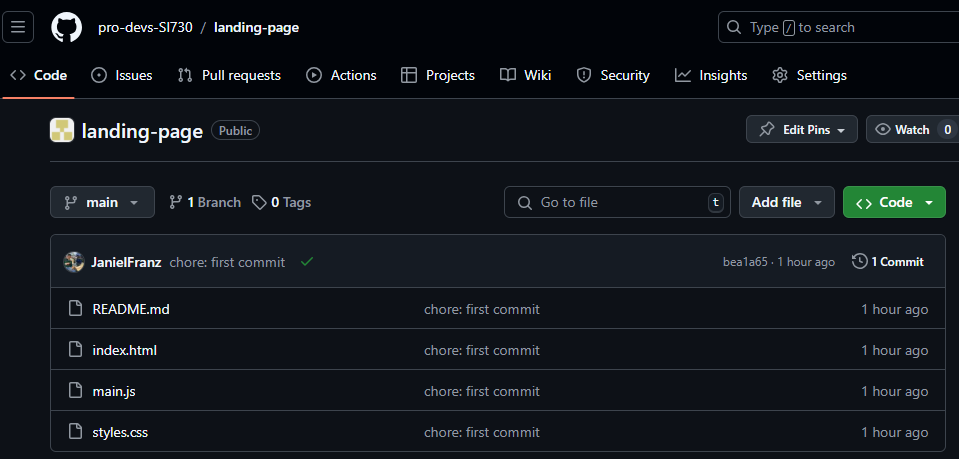 pro-devs-SI730 / landing-page
Type / to search
Code Issues Pull requests Actions Projects Wiki Security Insights Settings
landing-page Public
Edit Pins Watch 0
main 1 Branch 0 Tags Go to file t Add file Code
JanielFranz chore: first commit bea1a65 · 1 hour ago 1 Commit
README.md chore: first commit 1 hour ago
index.html chore: first commit 1 hour ago
main.js chore: first commit 1 hour ago
styles.css chore: first commit 1 hour ago